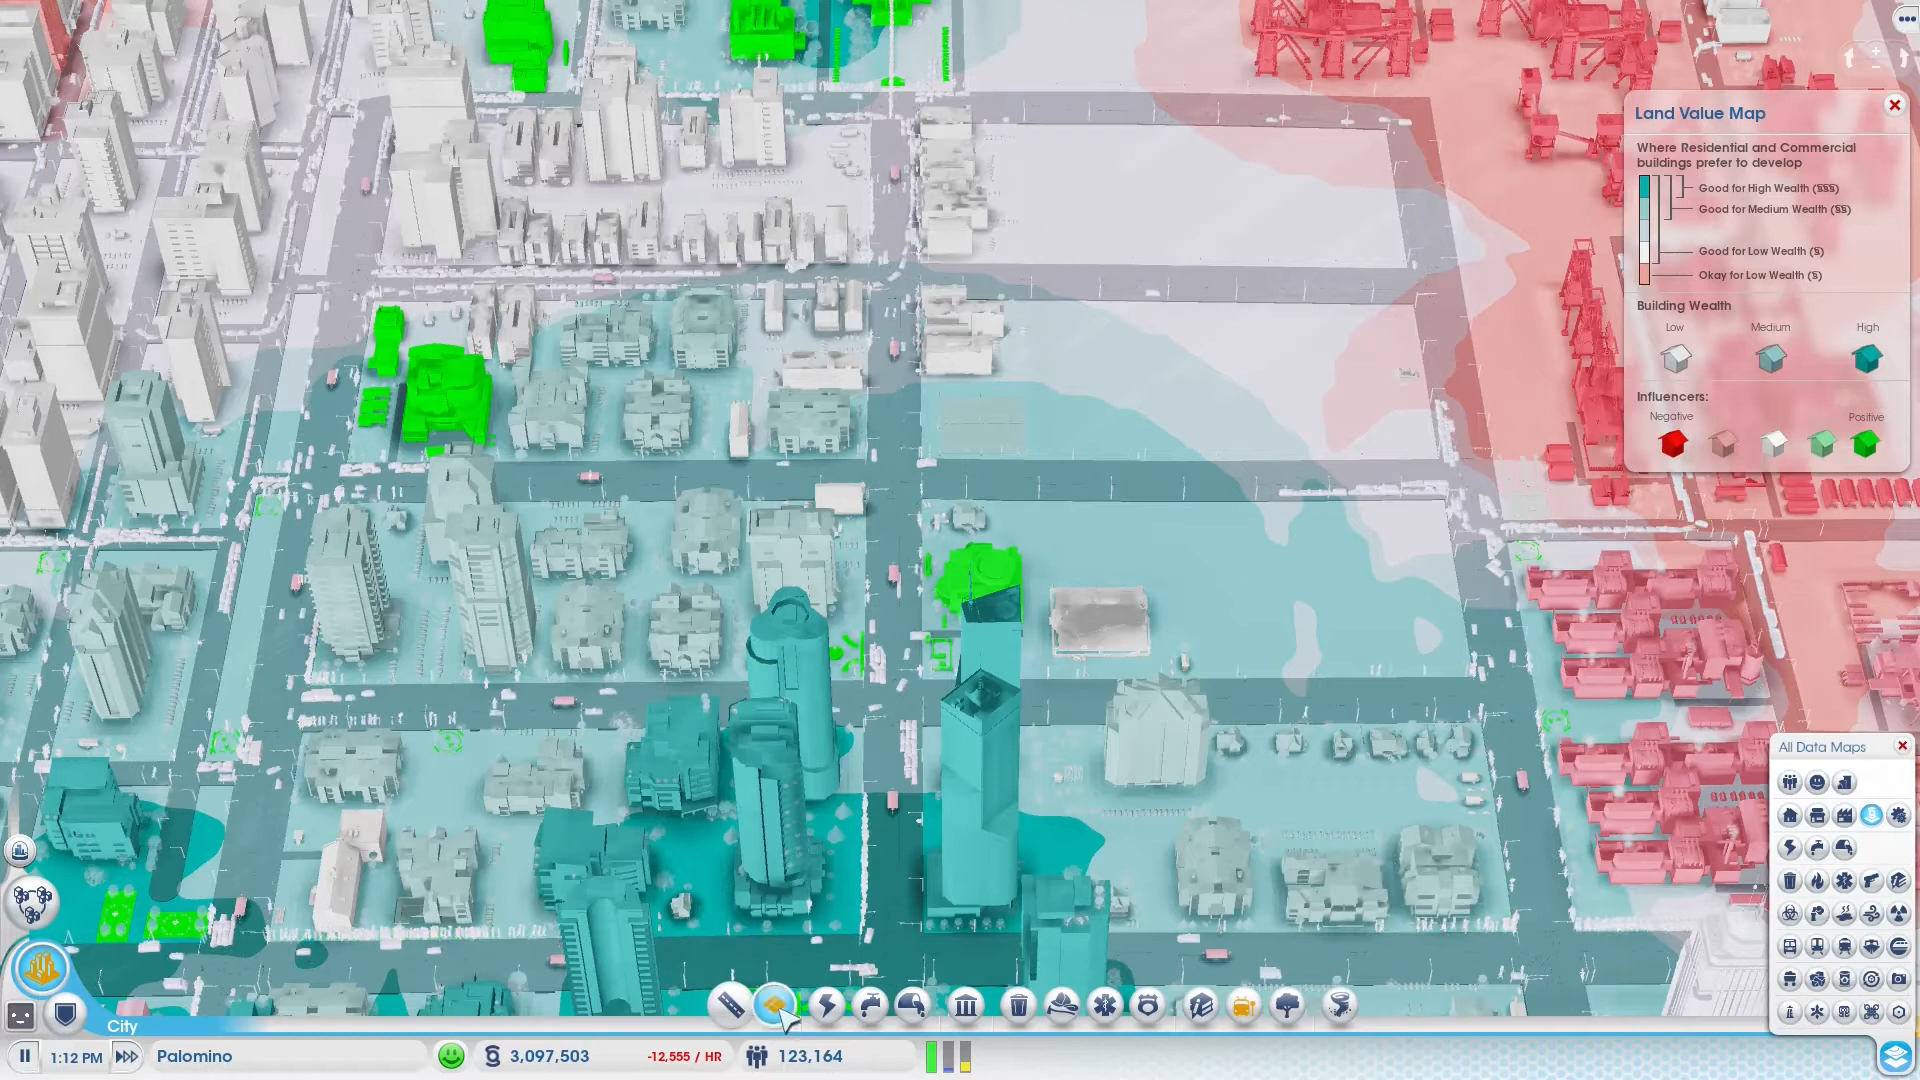 Land Value Map
Where Residential and Commercial
buildings prefer to develop
Good for High Wealth (§§§)
Good for Medium Wealth (§§)
Good for Low Wealth (§)
Okay for Low Wealth (§)
Building Wealth
Low Medium High
Influencers:
Negative Positive
All Data Maps
City
1:12 PM Palomino 3,097,503 -12,555 / HR 123,164